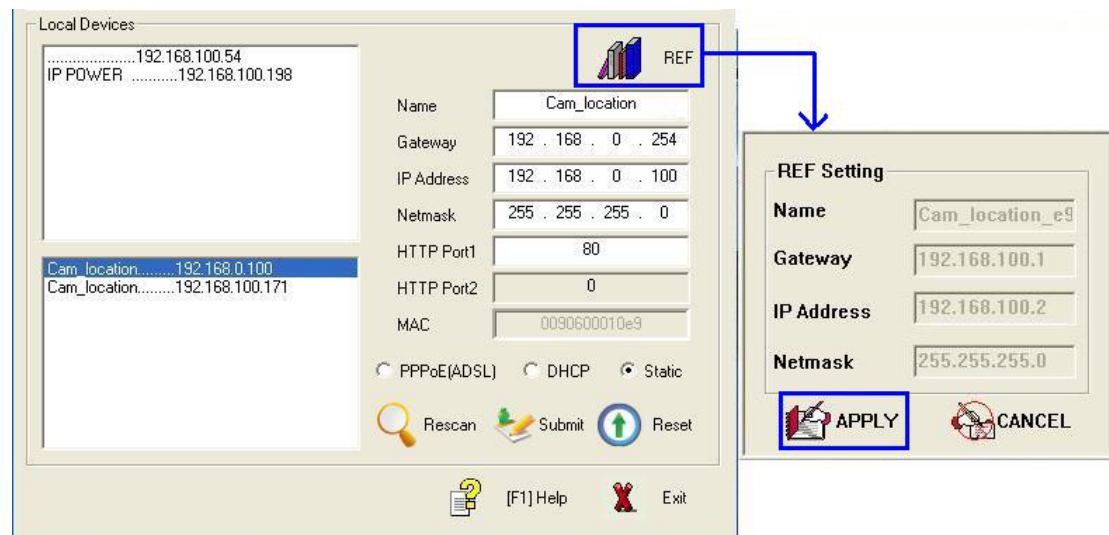 Local Devices
....................192.168.100.54
IP POWER ...........192.168.100.198
REF
Name Cam_location
Gateway 192 . 168 . 0 . 254
IP Address 192 . 168 . 0 . 100
Netmask 255 . 255 . 255 . 0
HTTP Port1 80
HTTP Port2 0
MAC 0090600010e9
Cam_location........192.168.0.100
Cam_location.........192.168.100.171
PPPoE(ADSL) DHCP Static
Rescan Submit Reset
[F1] Help Exit
REF Setting
Name Cam_location_e9
Gateway 192.168.100.1
IP Address 192.168.100.2
Netmask 255.255.255.0
APPLY CANCEL